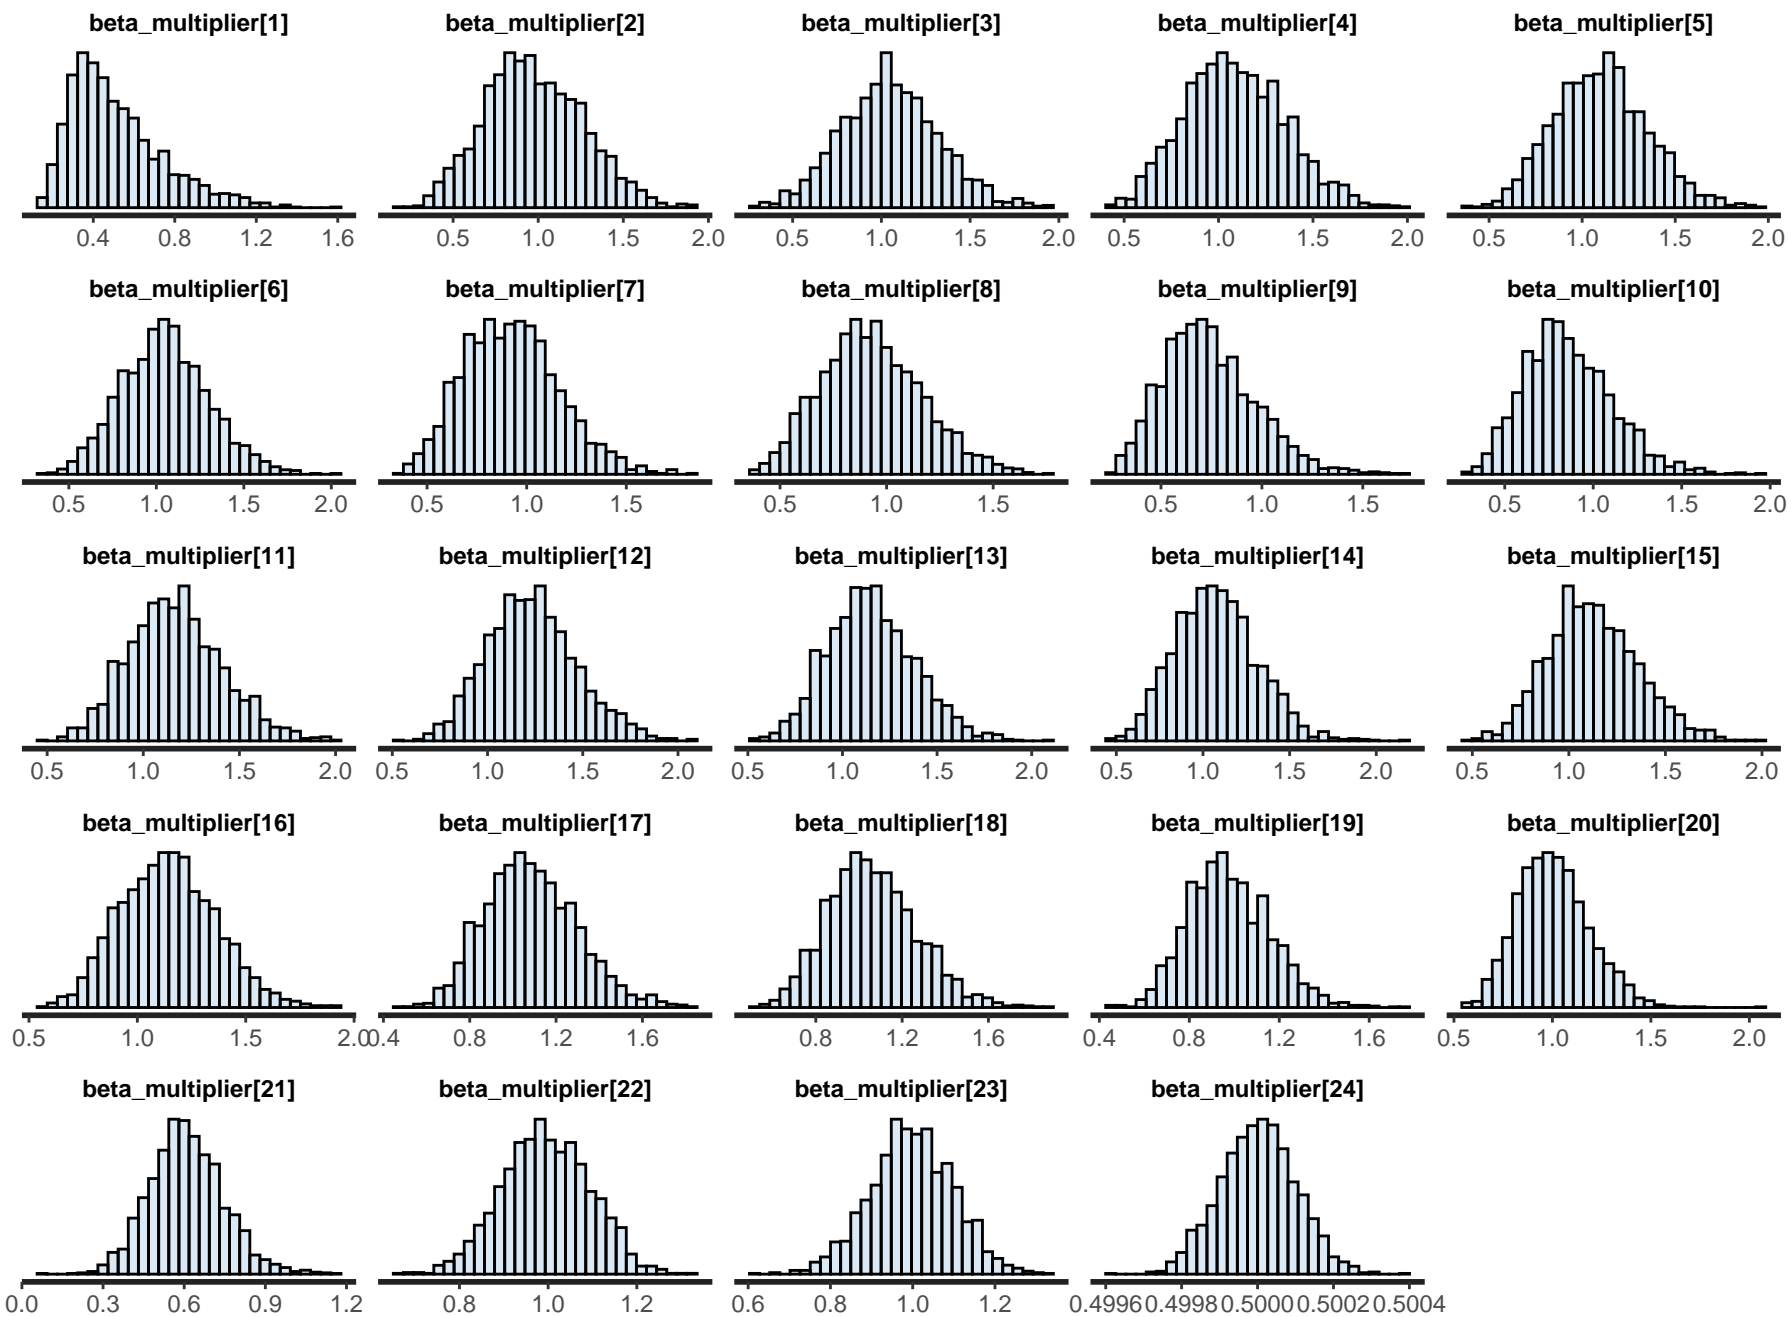 beta_multiplier[1] beta_multiplier[2] beta_multiplier[3] beta_multiplier[4] beta_multiplier[5]
0.4 0.8 1.2 1.6 0.5 1.0 1.5 2.0 0.5 1.0 1.5 2.0 0.5 1.0 1.5 2.0 0.5 1.0 1.5 2.0
beta_multiplier[6] beta_multiplier[7] beta_multiplier[8] beta_multiplier[9] beta_multiplier[10]
0.5 1.0 1.5 2.0 0.5 1.0 1.5 0.5 1.0 1.5 0.5 1.0 1.5 0.5 1.0 1.5 2.0
beta_multiplier[11] beta_multiplier[12] beta_multiplier[13] beta_multiplier[14] beta_multiplier[15]
0.5 1.0 1.5 2.0 0.5 1.0 1.5 2.0 0.5 1.0 1.5 2.0 0.5 1.0 1.5 2.0 0.5 1.0 1.5 2.0
beta_multiplier[16] beta_multiplier[17] beta_multiplier[18] beta_multiplier[19] beta_multiplier[20]
0.5 1.0 1.5 2.0 0.4 0.8 1.2 1.6 0.8 1.2 1.6 0.4 0.8 1.2 1.6 0.5 1.0 1.5 2.0
beta_multiplier[21] beta_multiplier[22] beta_multiplier[23] beta_multiplier[24]
0.0 0.3 0.6 0.9 1.2 0.8 1.0 1.2 0.6 0.8 1.0 1.2 0.4996 0.4998 0.5000 0.5002 0.5004